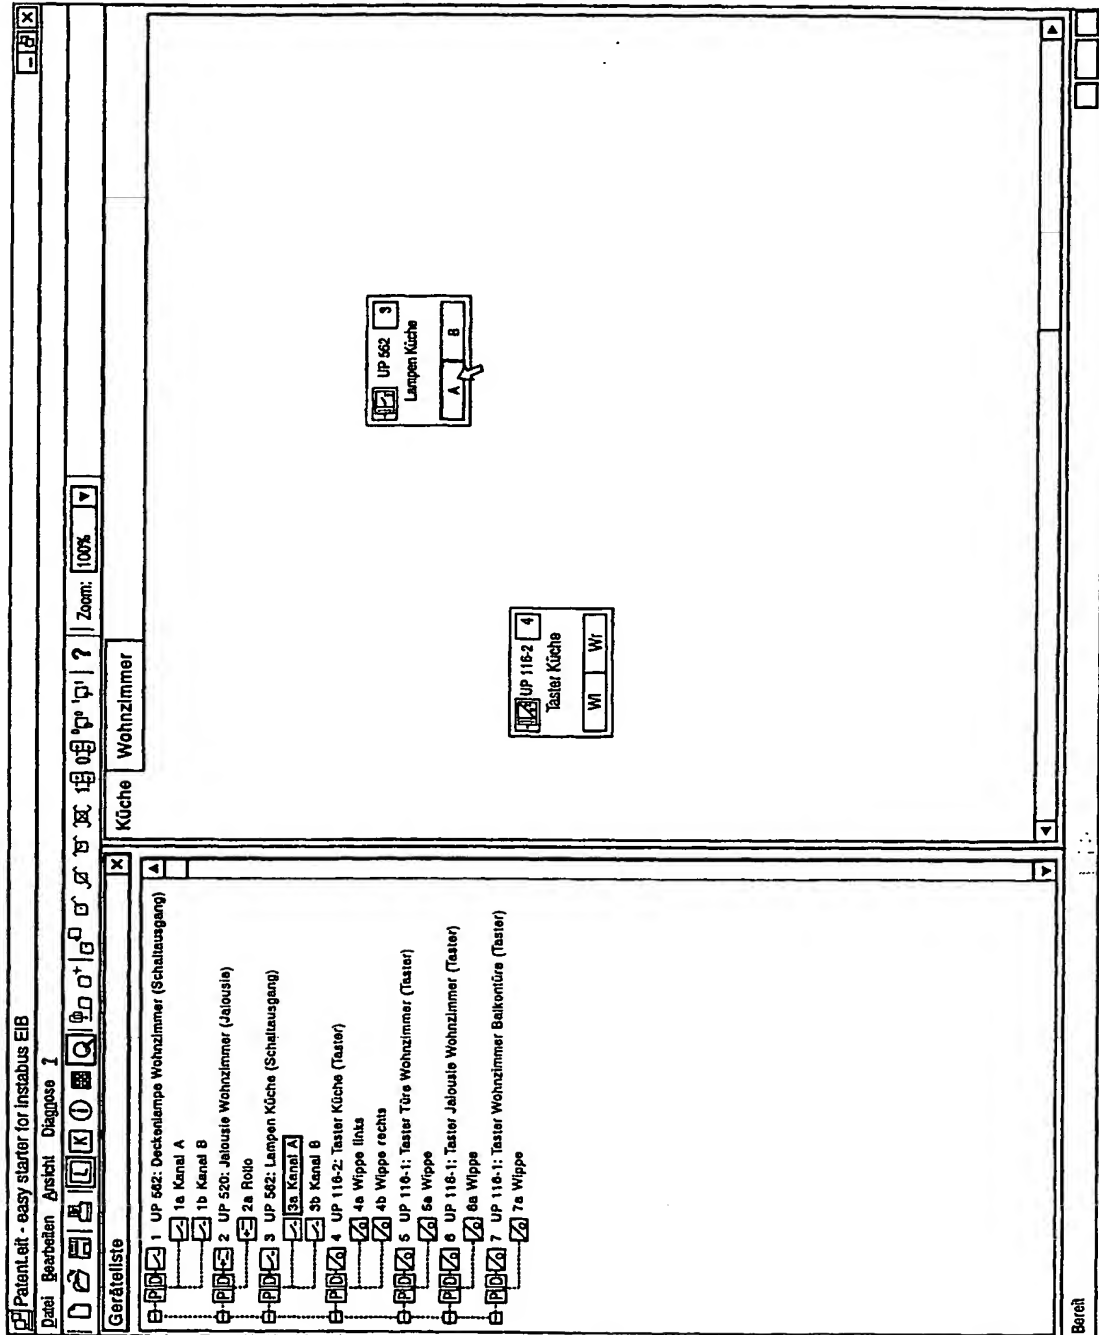 Patent.eit - easy starter for instabus EIB
Datei Bearbeiten Ansicht Diagnose ?
L K ? Zoom: 100%
Geräteliste
P D 1 UP 562: Deckenlampe Wohnzimmer (Schaltausgang)
1a Kanal A
1b Kanal B
P D 2 UP 520: Jalousie Wohnzimmer (Jalousie)
2a Rollo
P D 3 UP 562: Lampen Küche (Schaltausgang)
3a Kanal A
3b Kanal B
P D 4 UP 116-2: Taster Küche (Taster)
4a Wippe links
4b Wippe rechts
P D 5 UP 116-1: Taster Türe Wohnzimmer (Taster)
5a Wippe
P D 6 UP 116-1: Taster Jalousie Wohnzimmer (Taster)
6a Wippe
P D 7 UP 116-1: Taster Wohnzimmer Balkontüre (Taster)
7a Wippe
Küche Wohnzimmer
UP 562 3
Lampen Küche
A B
UP 116-2 4
Taster Küche
Wl Wr
Bereit